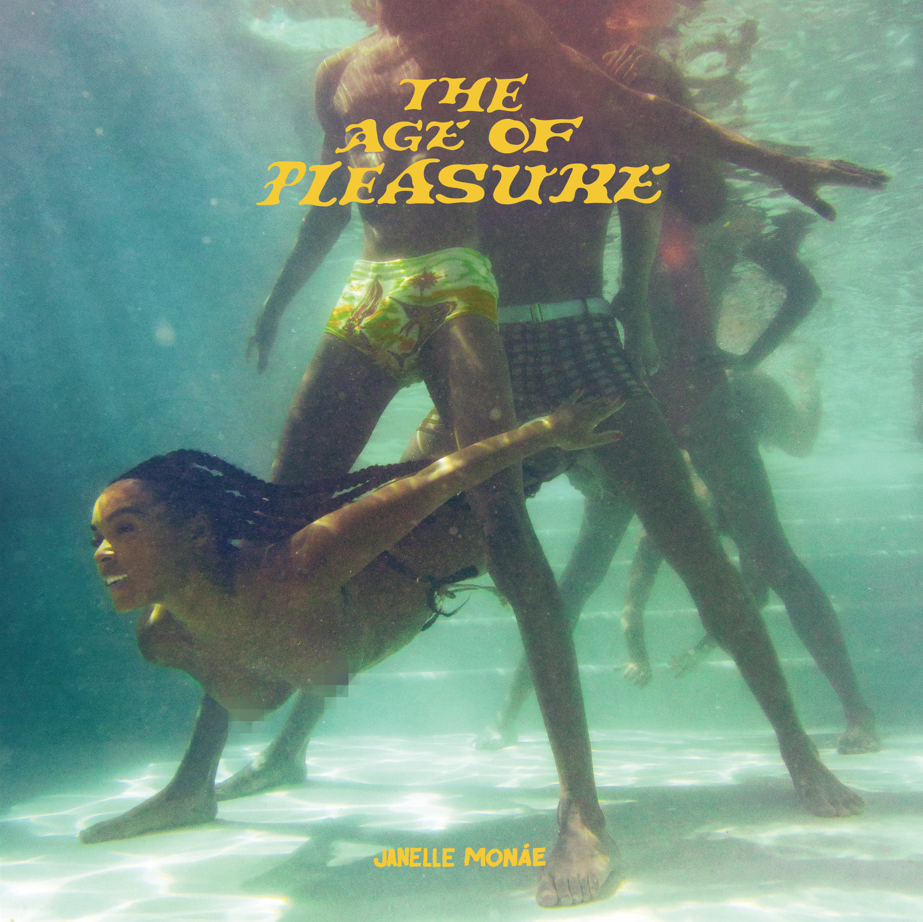 THE
AGE OF
PLEASURE
JANELLE MONÁE